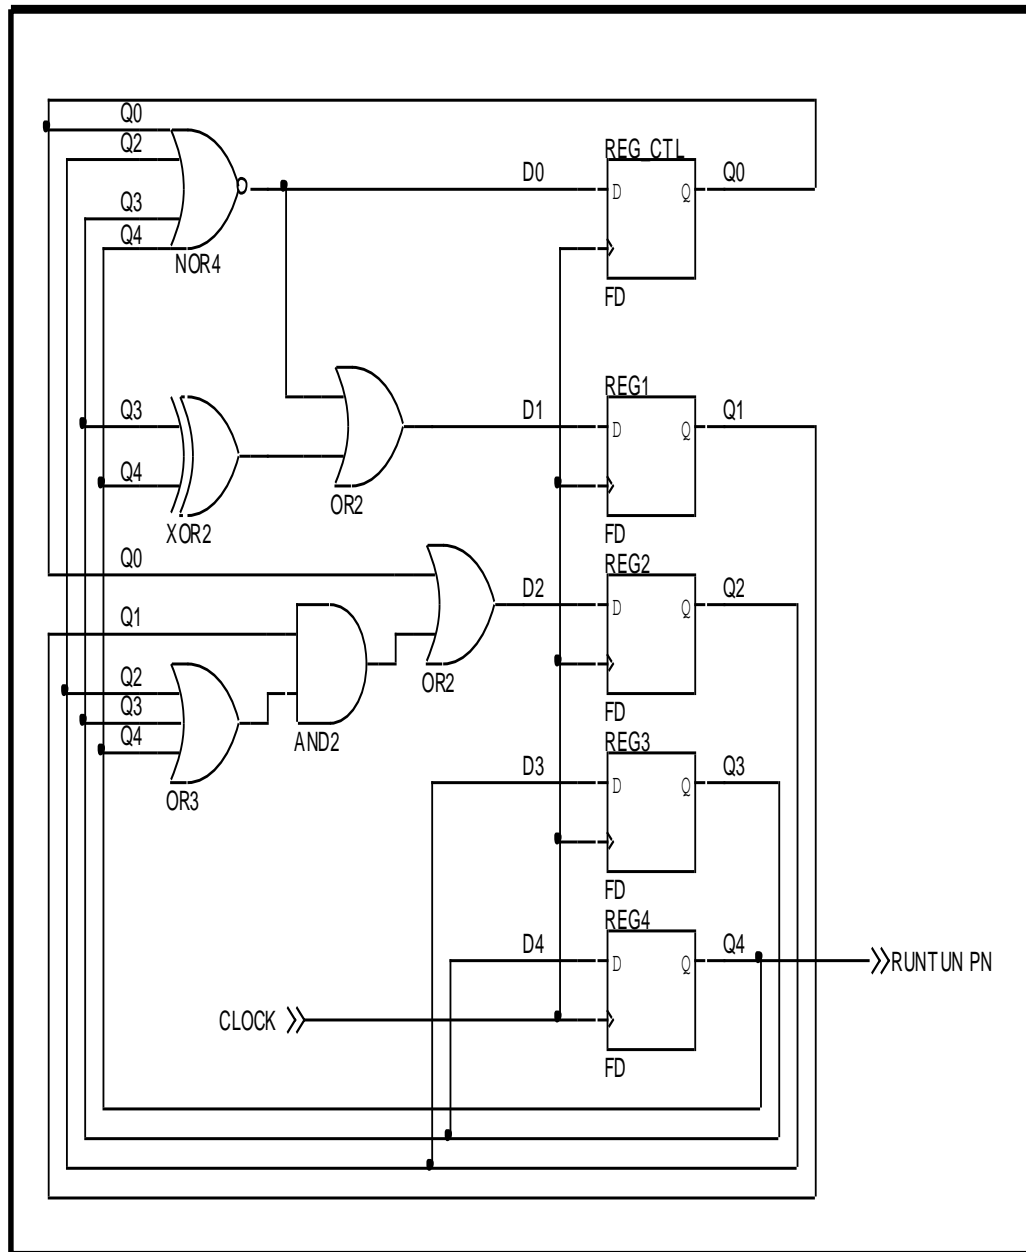 Q0
Q2
Q3
Q4
NOR4
D0
REG_CTL
D
Q
Q0
FD
Q3
Q4
XOR2
OR2
D1
REG1
D
Q
Q1
FD
Q0
Q1
Q2
Q3
Q4
OR3
AND2
OR2
D2
REG2
D
Q
Q2
FD
D3
REG3
D
Q
Q3
FD
D4
REG4
D
Q
Q4
FD
RUNTUN PN
CLOCK